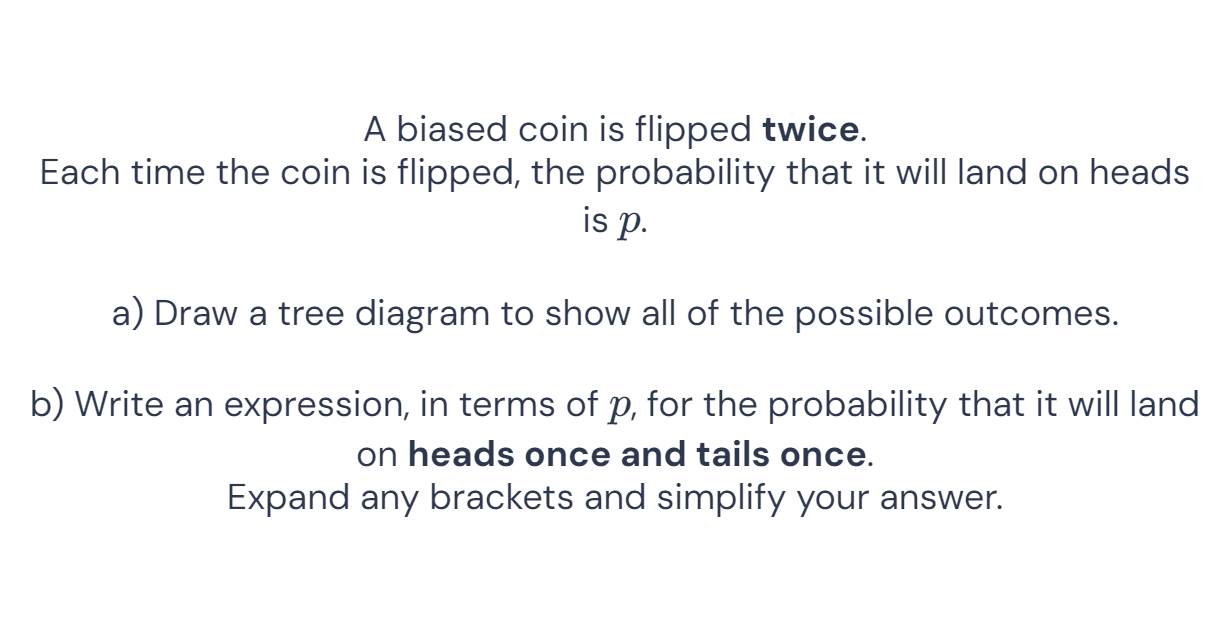 A biased coin is flipped twice.
Each time the coin is flipped, the probability that it will land on heads
is p.
a) Draw a tree diagram to show all of the possible outcomes.
b) Write an expression, in terms of p, for the probability that it will land
on heads once and tails once.
Expand any brackets and simplify your answer.